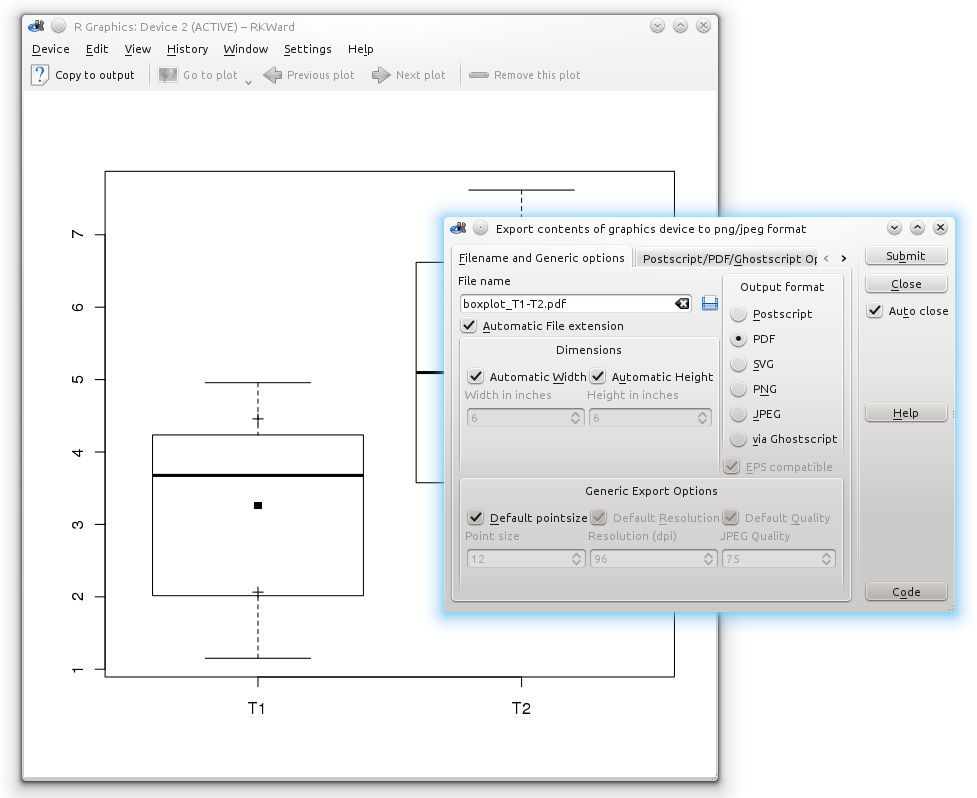 R Graphics: Device 2 (ACTIVE) – RKWard
Device Edit View History Window Settings Help
Copy to output Go to plot Previous plot Next plot Remove this plot
7
6
5
4
3
2
1
T1 T2
Export contents of graphics device to png/jpeg format
Filename and Generic options Postscript/PDF/Ghostscript Op
File name
boxplot_T1-T2.pdf
Automatic File extension
Dimensions
Automatic Width Automatic Height
Width in inches Height in inches
6 6
Output format
Postscript
PDF
SVG
PNG
JPEG
via Ghostscript
EPS compatible
Generic Export Options
Default pointsize Default Resolution Default Quality
Point size Resolution (dpi) JPEG Quality
12 96 75
Submit
Close
Auto close
Help
Code